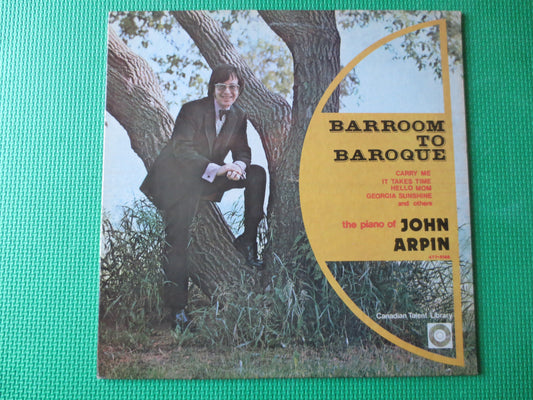 BARROOM
TO
BAROQUE
CARRY ME
IT TAKES TIME
HELLO MOM
GEORGIA SUNSHINE
and others
the piano of JOHN
ARPIN
Canadian Talent Library